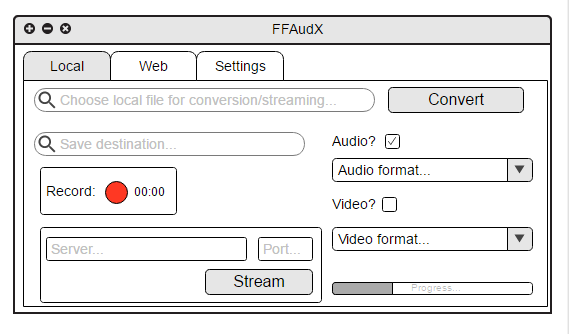 FFAudX
Local Web Settings
Choose local file for conversion/streaming...
Convert
Save destination...
Audio?
Audio format...
Record: 00:00
Video?
Server... Port...
Video format...
Stream
Progress...